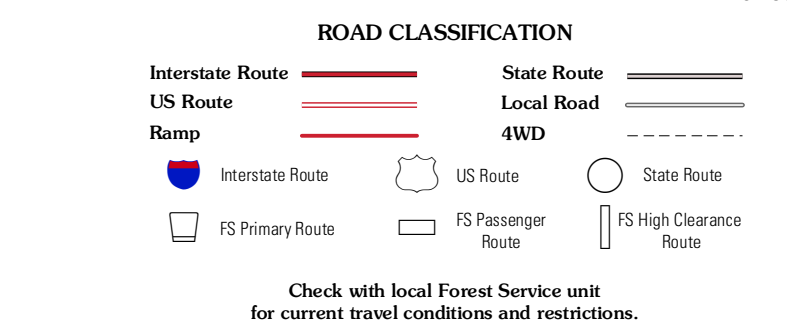 ROAD CLASSIFICATION
Interstate Route State Route
US Route Local Road
Ramp 4WD
Interstate Route US Route State Route
FS Primary Route FS Passenger Route FS High Clearance Route
Check with local Forest Service unit
for current travel conditions and restrictions.